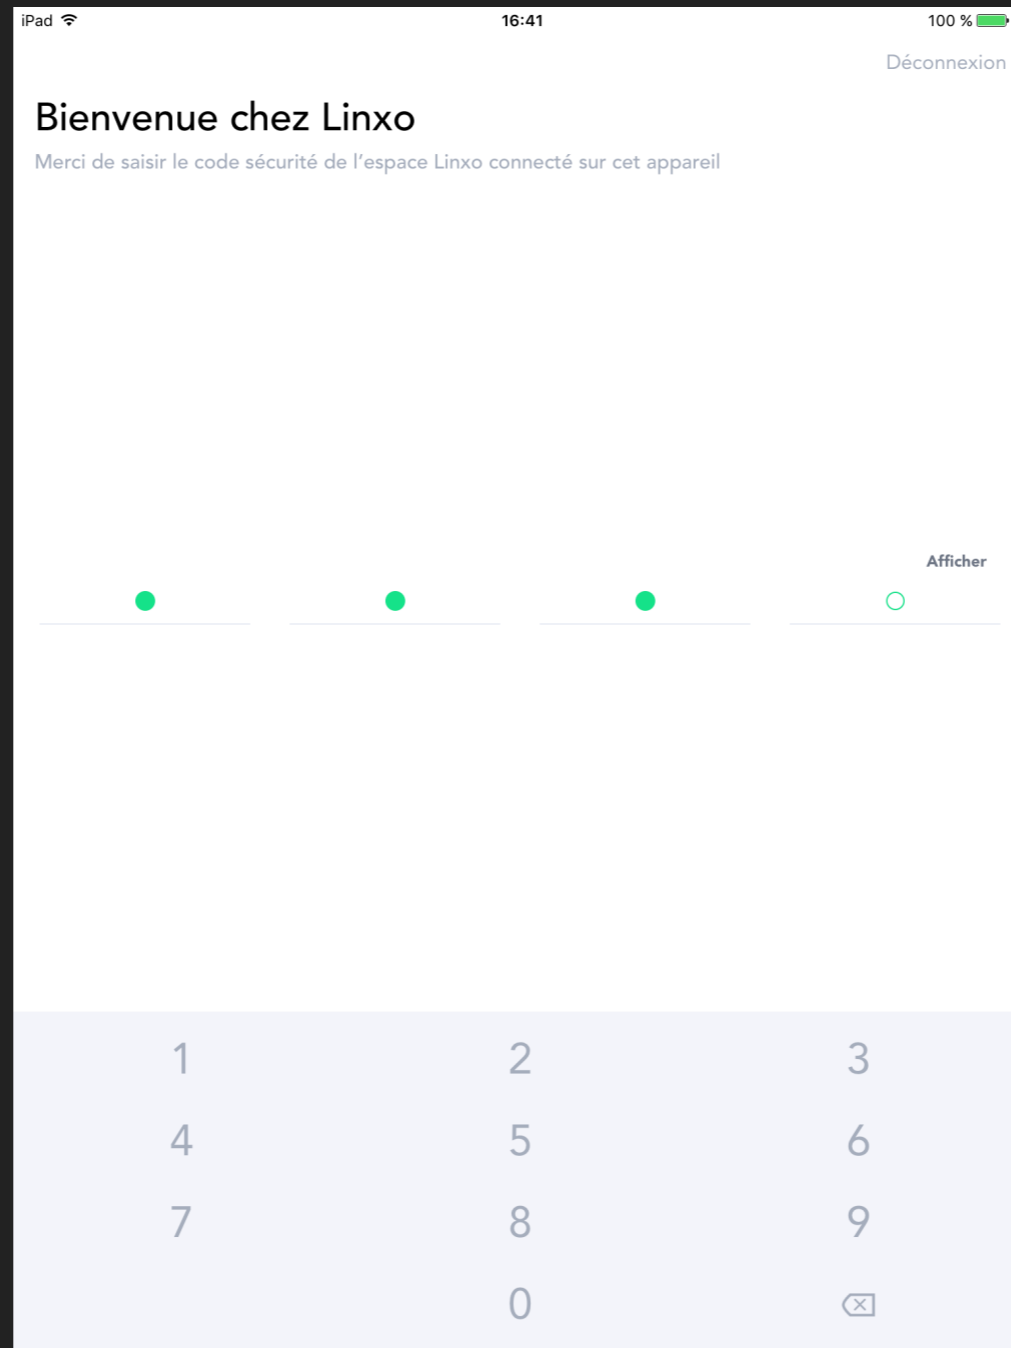 iPad 16:41 100 %
Déconnexion
Bienvenue chez Linxo
Merci de saisir le code sécurité de l’espace Linxo connecté sur cet appareil
Afficher
1 2 3
4 5 6
7 8 9
0